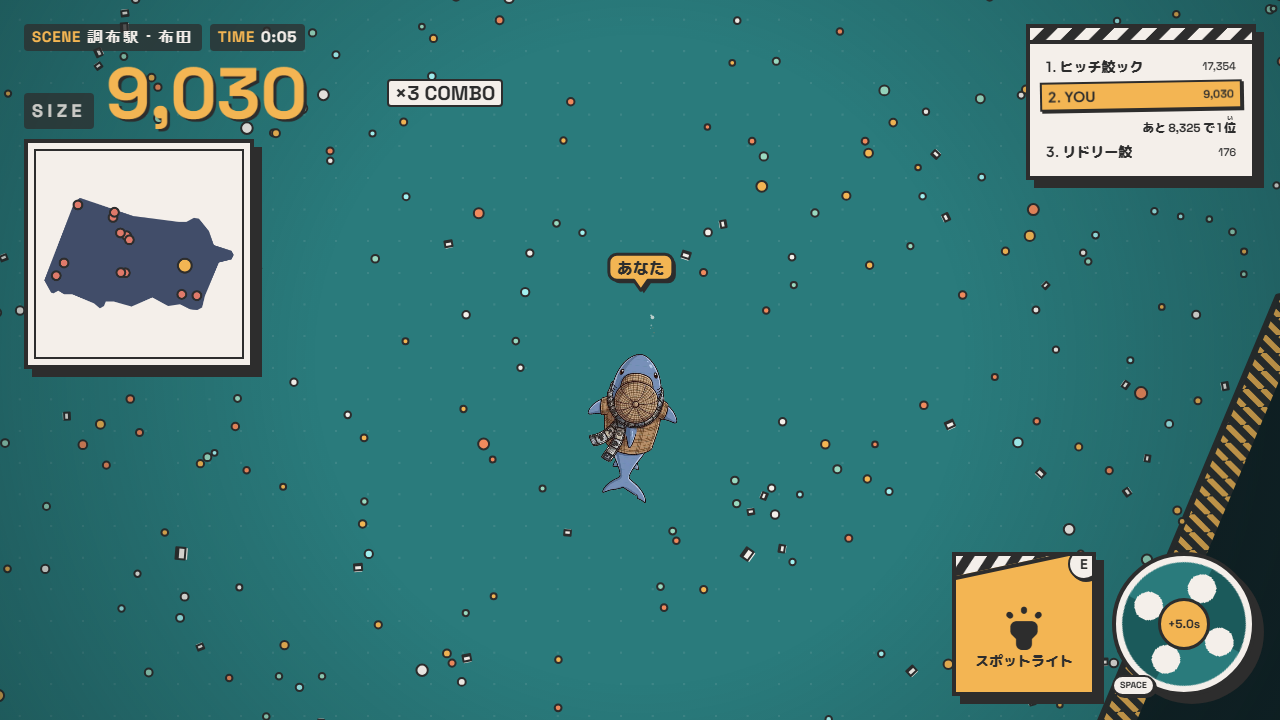 SCENE 調布駅 - 布田
TIME 0:05
SIZE 9,030
×3 COMBO
1. ヒッチ鮫ック 17,354
2. YOU 9,030
あと 8,325 で 1位
い
3. リドリー鮫 176
あなた
E
スポットライト
+5.0s
SPACE